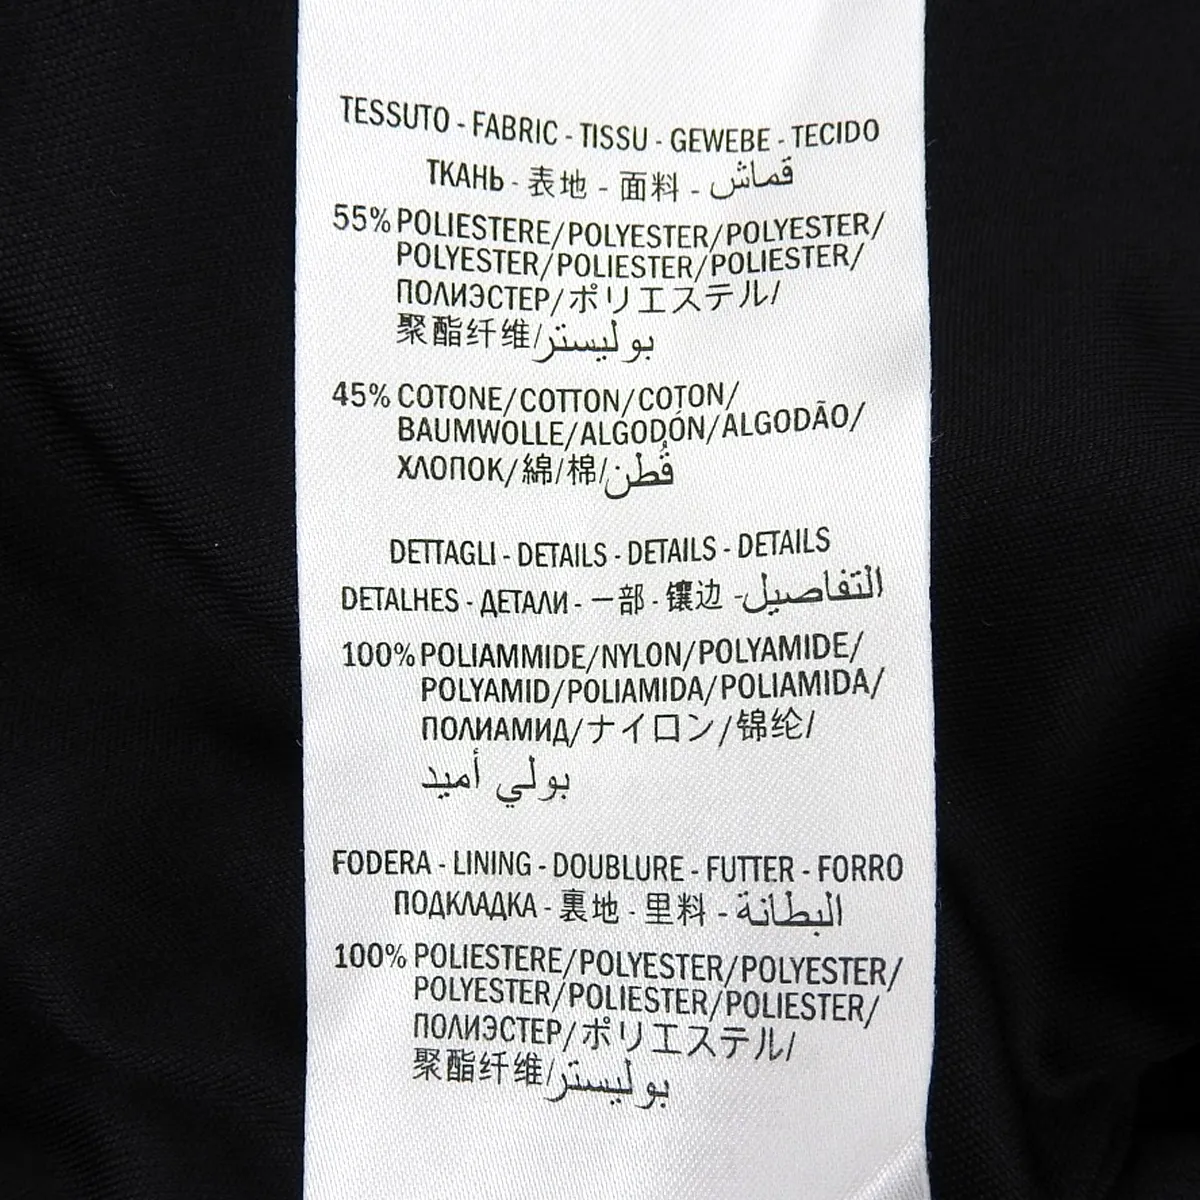 TESSUTO - FABRIC - TISSU - GEWEBE - TECIDO
ТКАНЬ - 表地 - 面料 - قماش
55% POLIESTERE/POLYESTER/POLYESTER/
POLYESTER/POLIESTER/POLIESTER/
ПОЛИЭСТЕР/ポリエステル/
聚酯纤维/بوليستر
45% COTONE/COTTON/COTON/
BAUMWOLLE/ALGODÓN/ALGODÃO/
ХЛОПОК/綿/棉/قُطن
DETTAGLI - DETAILS - DETAILS - DETAILS
DETALHES - ДЕТАЛИ - 一部 - 镶边 - التفاصيل
100% POLIAMMIDE/NYLON/POLYAMIDE/
POLYAMID/POLIAMIDA/POLIAMIDA/
ПОЛИАМИД/ナイロン/锦纶/
بولي أميد
FODERA - LINING - DOUBLURE - FUTTER - FORRO
ПОДКЛАДКА - 裏地 - 里料 - البطانة
100% POLIESTERE/POLYESTER/POLYESTER/
POLYESTER/POLIESTER/POLIESTER/
ПОЛИЭСТЕР/ポリエステル/
聚酯纤维/بوليستر